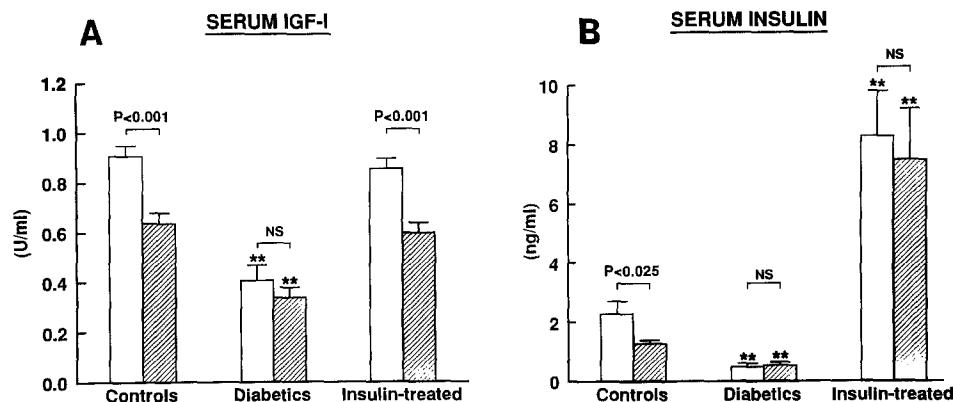 A
SERUM IGF-I
1.2
1.0
0.8
0.6
0.4
0.2
0.0
(U/ml)
P<0.001
NS
P<0.001
**
**
Controls
Diabetics
Insulin-treated
B
SERUM INSULIN
10
8
6
4
2
0
(ng/ml)
P<0.025
NS
NS
**
**
**
**
Controls
Diabetics
Insulin-treated